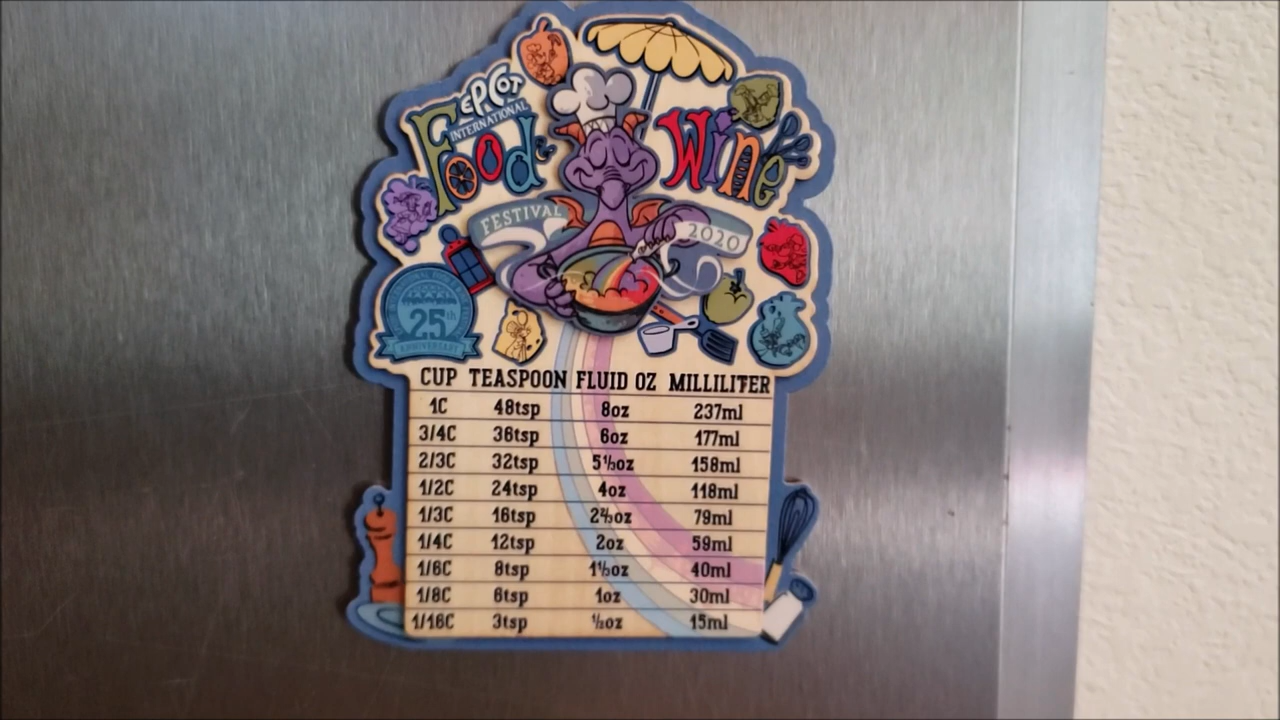 EPCOT
INTERNATIONAL
Food & Wine
FESTIVAL 2020
25th
ANNIVERSARY
CUP TEASPOON FLUID OZ MILLILITER
1C 48tsp 8oz 237ml
3/4C 36tsp 6oz 177ml
2/3C 32tsp 5⅓oz 158ml
1/2C 24tsp 4oz 118ml
1/3C 16tsp 2⅔oz 79ml
1/4C 12tsp 2oz 59ml
1/6C 8tsp 1⅓oz 40ml
1/8C 6tsp 1oz 30ml
1/16C 3tsp ½oz 15ml